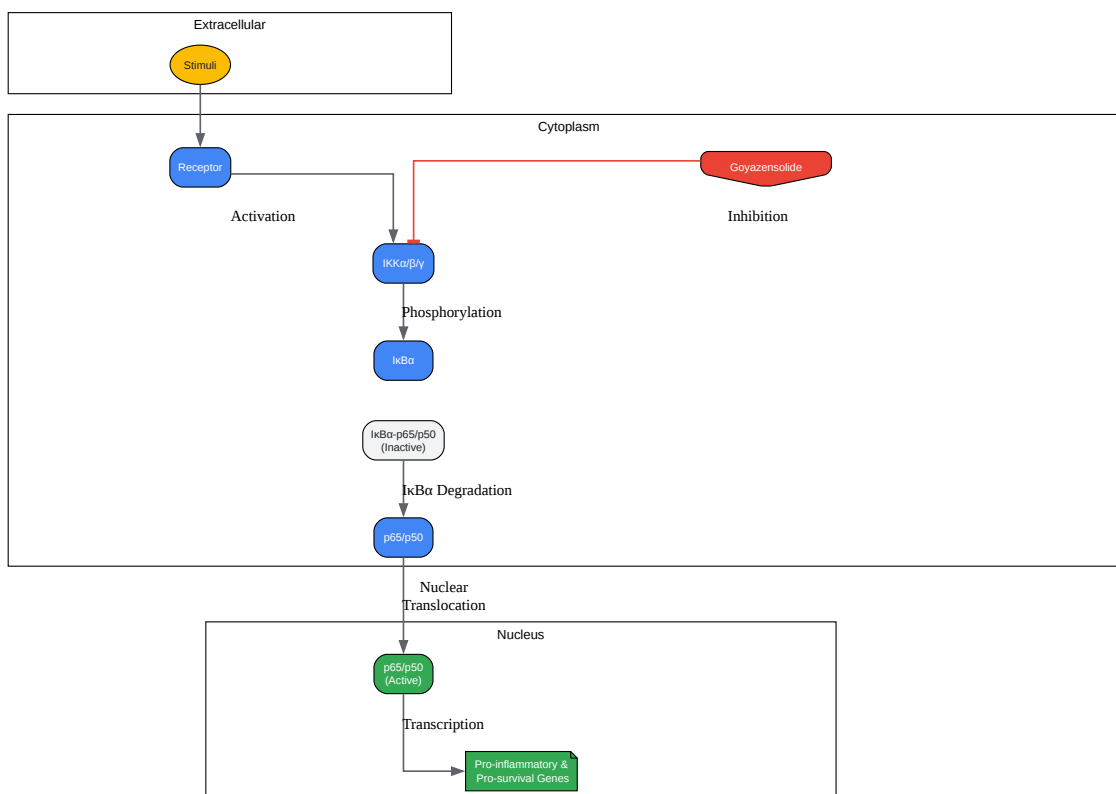 Extracellular
Stimuli
Cytoplasm
Receptor
Goyazensolide
Activation
Inhibition
IKKα/β/γ
Phosphorylation
IκBα
IκBα-p65/p50
(Inactive)
IκBα Degradation
p65/p50
Nuclear
Translocation
Nucleus
p65/p50
(Active)
Transcription
Pro-inflammatory &
Pro-survival Genes